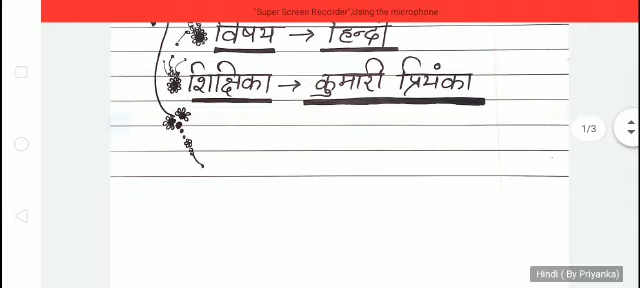 "Super Screen Recorder",Using the microphone
विषय → हिन्दी
शिक्षिका → कुमारी प्रियंका
1/3
Hindi ( By Priyanka)